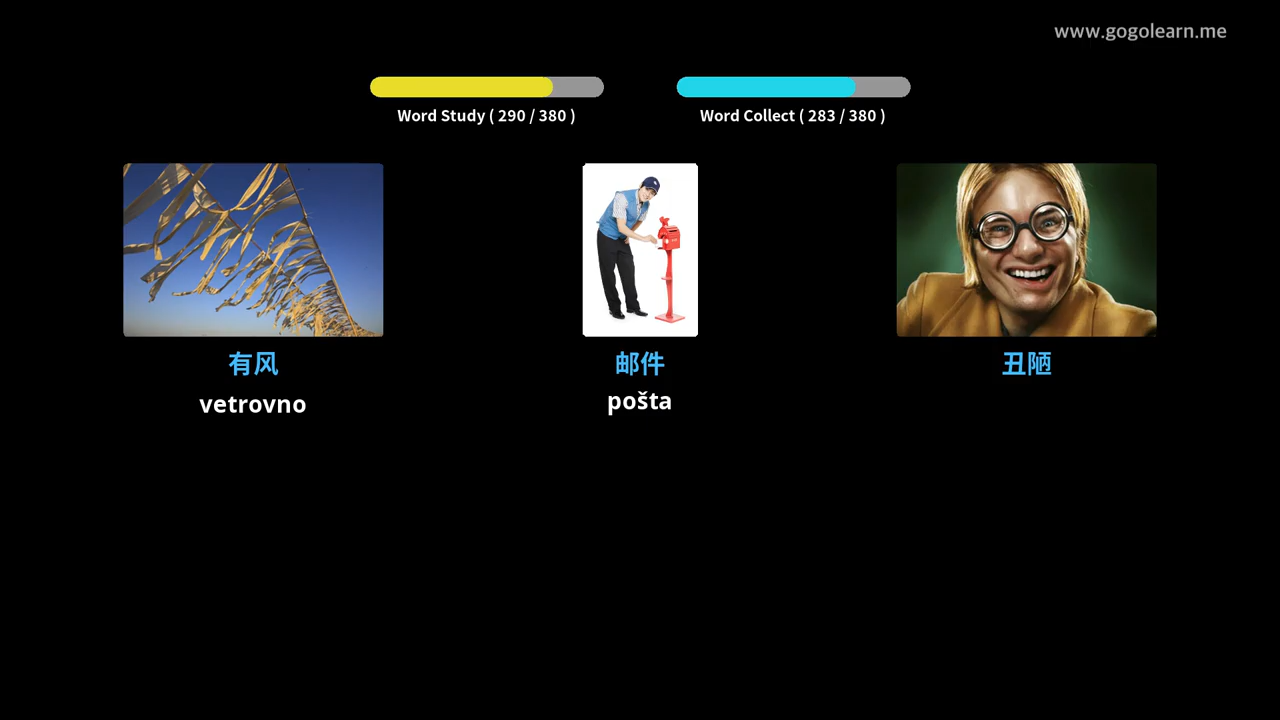 www.gogolearn.me
Word Study ( 290 / 380 )
Word Collect ( 283 / 380 )
有风
邮件
丑陋
vetrovno
pošta